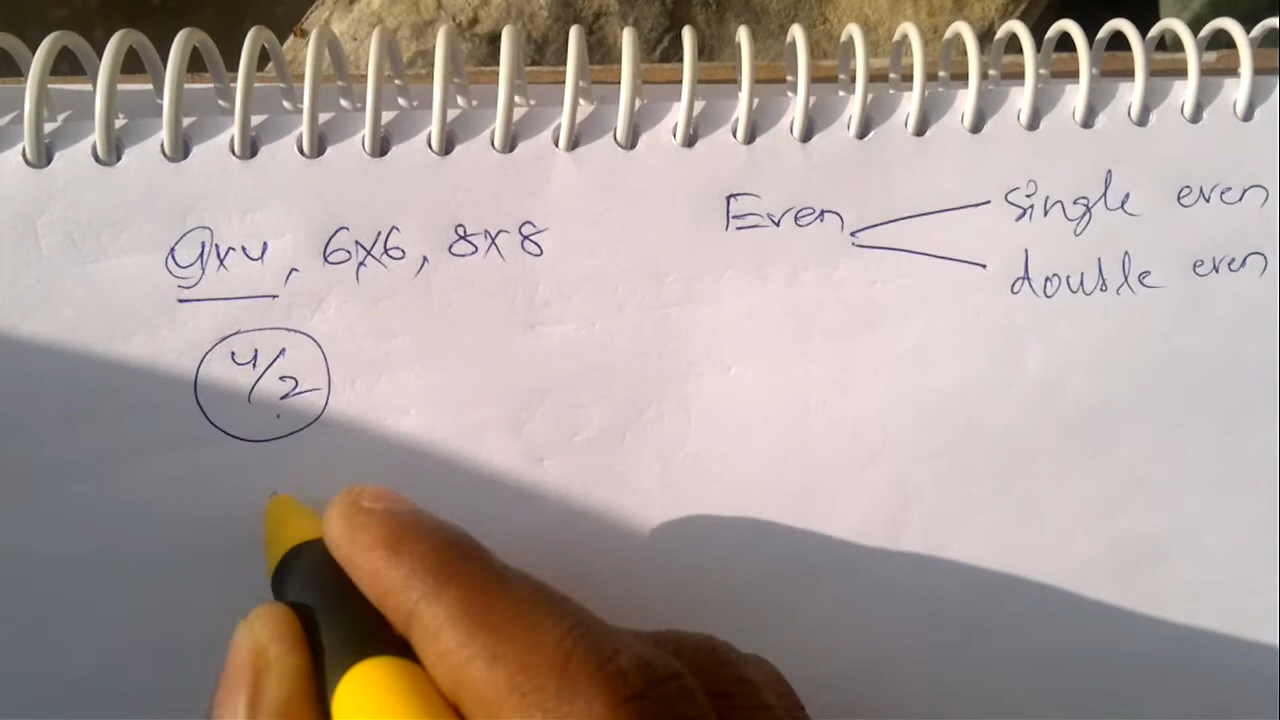 4x4, 6x6, 8x8
Even
single even
double even
4/2